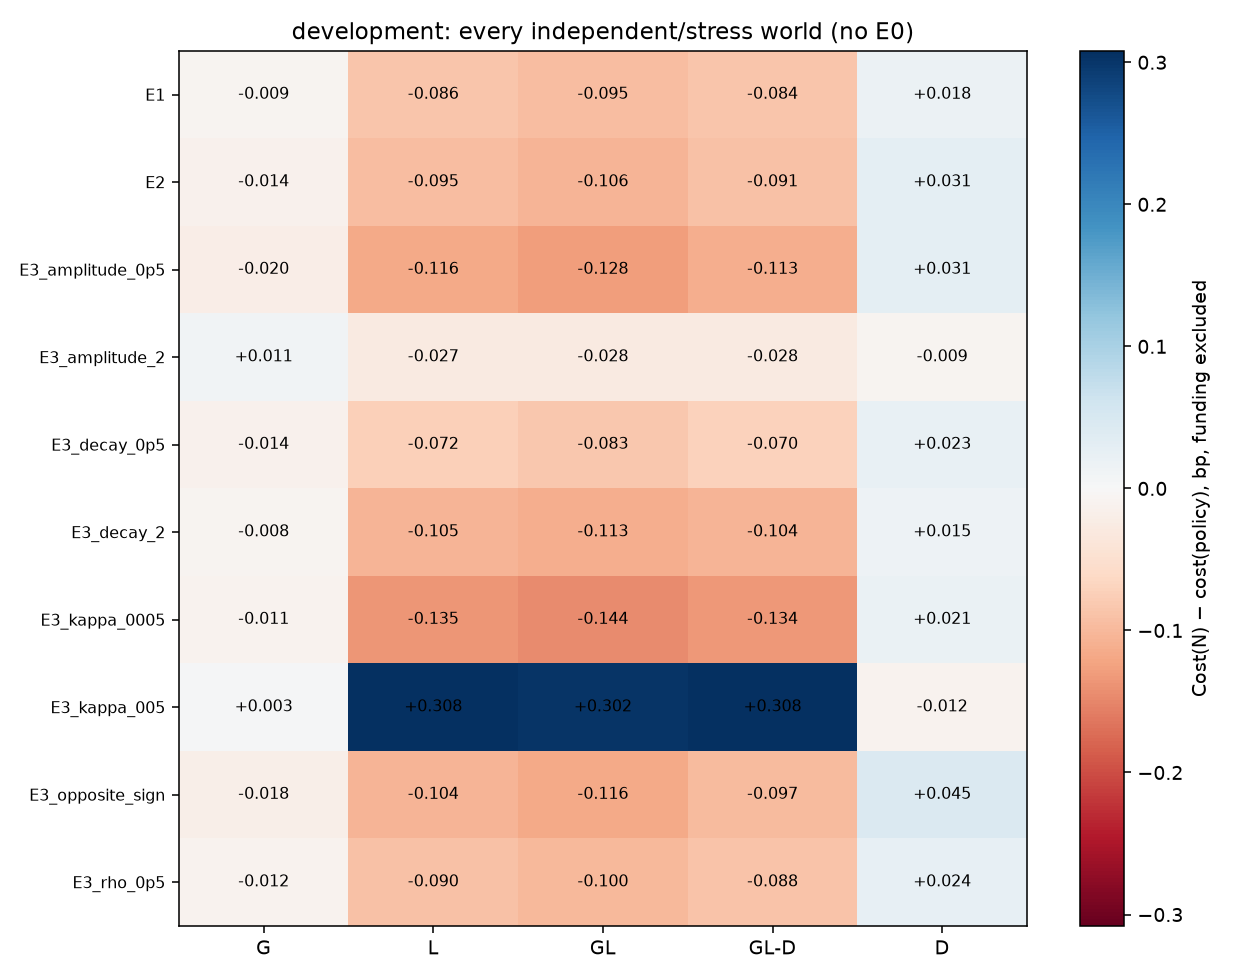 development: every independent/stress world (no E0)
E1 -0.009 -0.086 -0.095 -0.084 +0.018
E2 -0.014 -0.095 -0.106 -0.091 +0.031
E3_amplitude_0p5 -0.020 -0.116 -0.128 -0.113 +0.031
E3_amplitude_2 +0.011 -0.027 -0.028 -0.028 -0.009
E3_decay_0p5 -0.014 -0.072 -0.083 -0.070 +0.023
E3_decay_2 -0.008 -0.105 -0.113 -0.104 +0.015
E3_kappa_0005 -0.011 -0.135 -0.144 -0.134 +0.021
E3_kappa_005 +0.003 +0.308 +0.302 +0.308 -0.012
E3_opposite_sign -0.018 -0.104 -0.116 -0.097 +0.045
E3_rho_0p5 -0.012 -0.090 -0.100 -0.088 +0.024
G L GL GL-D D
0.3
0.2
0.1
0.0
−0.1
−0.2
−0.3
Cost(N) − cost(policy), bp, funding excluded